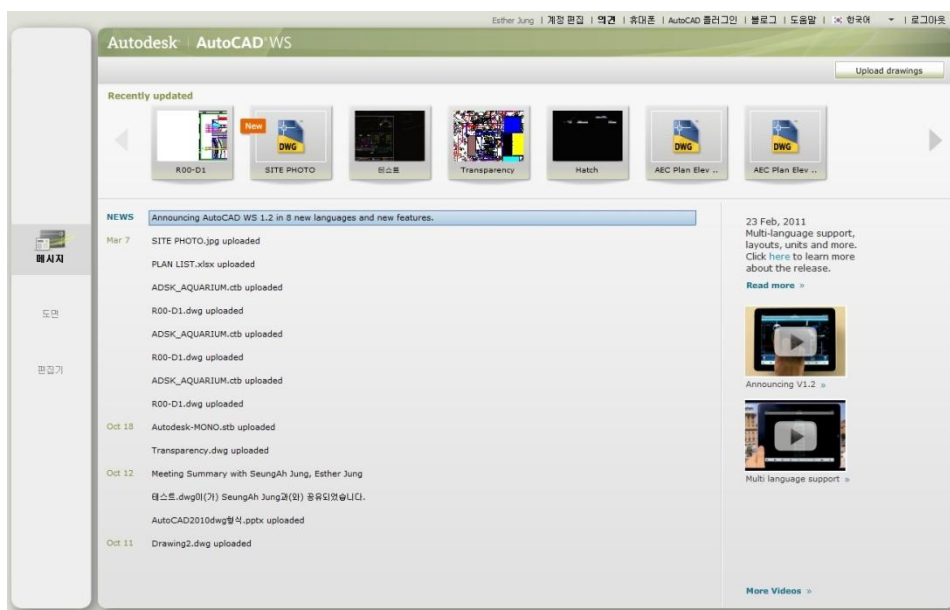 Esther Jung | 계정 편집 | 의견 | 휴대폰 | AutoCAD 플러그인 | 블로그 | 도움말 | 한국어 | 로그아웃
Autodesk | AutoCAD WS
Upload drawings
Recently updated
New
DWG DWG DWG
R00-D1 SITE PHOTO 테스트 Transparency Hatch AEC Plan Elev .. AEC Plan Elev ..
메시지
도면
편집기
NEWS Announcing AutoCAD WS 1.2 in 8 new languages and new features.
Mar 7 SITE PHOTO.jpg uploaded
PLAN LIST.xlsx uploaded
ADSK_AQUARIUM.ctb uploaded
R00-D1.dwg uploaded
ADSK_AQUARIUM.ctb uploaded
R00-D1.dwg uploaded
ADSK_AQUARIUM.ctb uploaded
R00-D1.dwg uploaded
Oct 18 Autodesk-MONO.stb uploaded
Transparency.dwg uploaded
Oct 12 Meeting Summary with SeungAh Jung, Esther Jung
테스트.dwg이(가) SeungAh Jung과(와) 공유되었습니다.
AutoCAD2010dwg형식.pptx uploaded
Oct 11 Drawing2.dwg uploaded
23 Feb, 2011
Multi-language support,
layouts, units and more.
Click here to learn more
about the release.
Read more »
Announcing V1.2 »
Multi language support »
More Videos »